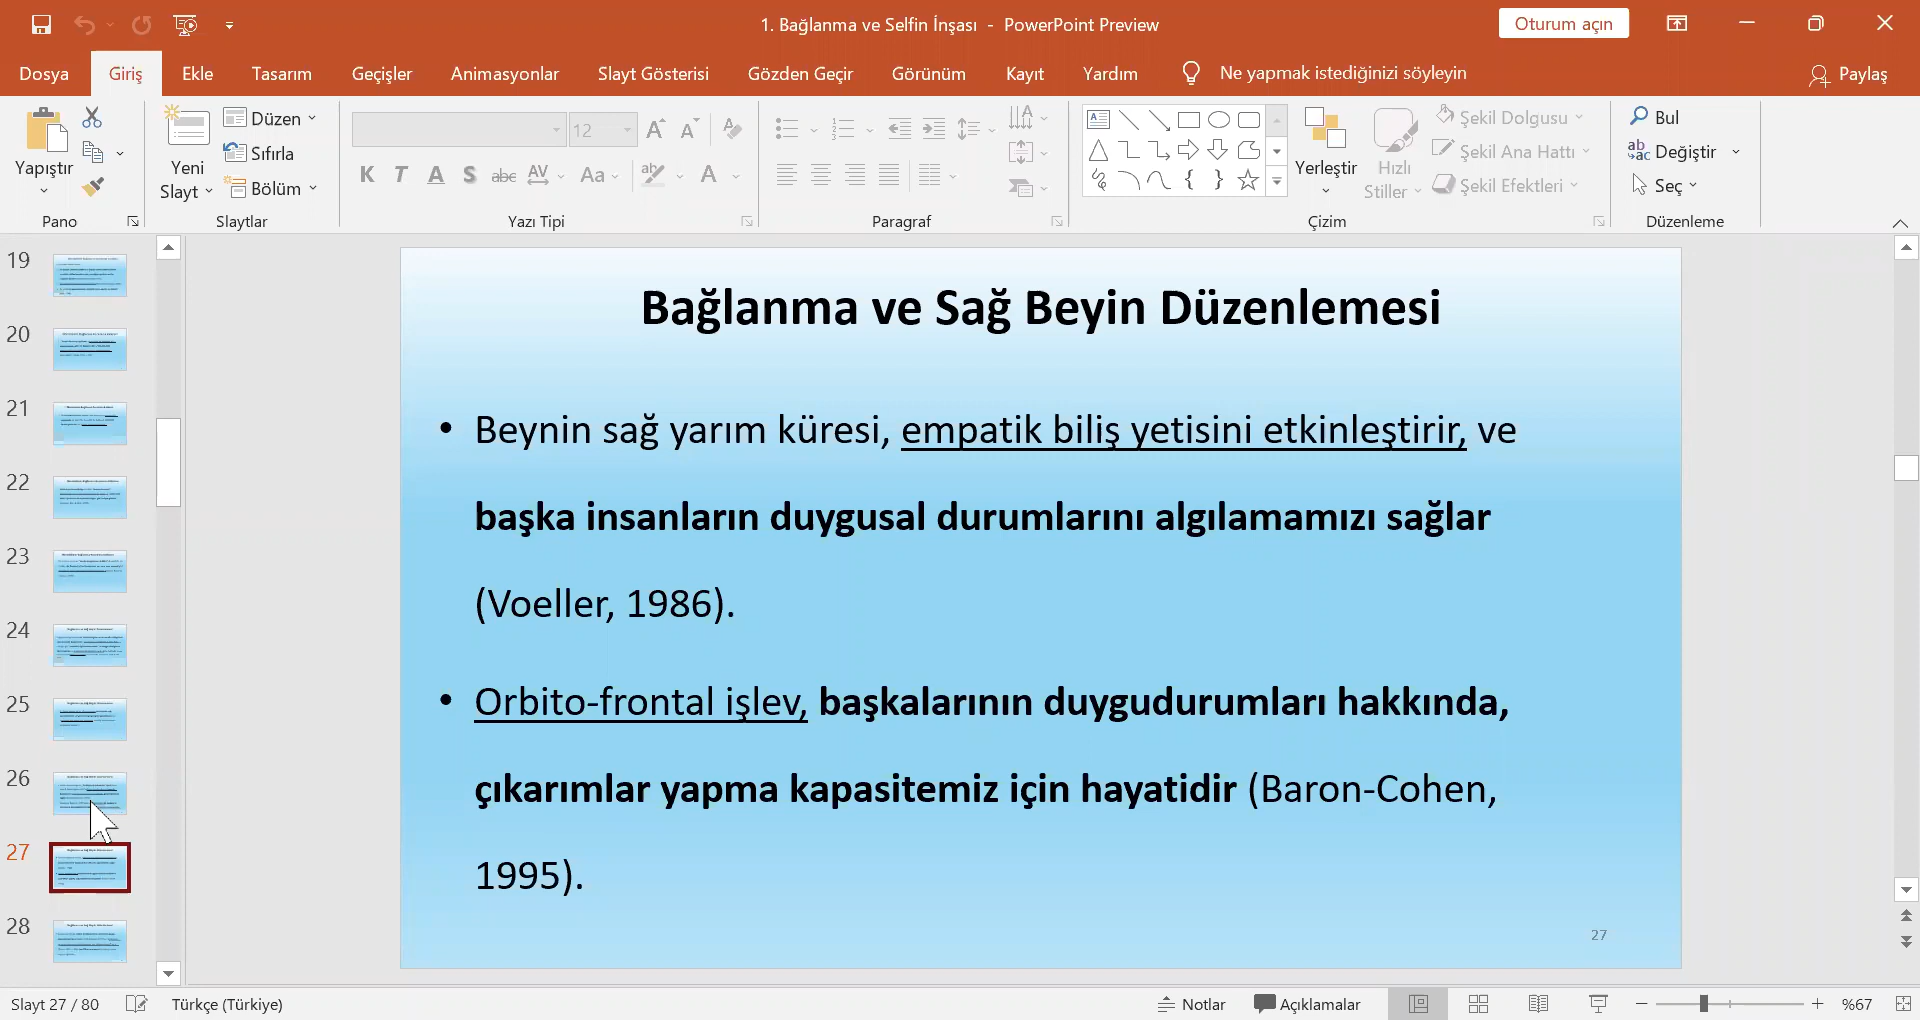 1. Bağlanma ve Selfin İnşası - PowerPoint Preview
Oturum açın
Dosya Giriş Ekle Tasarım Geçişler Animasyonlar Slayt Gösterisi Gözden Geçir Görünüm Kayıt Yardım Ne yapmak istediğinizi söyleyin Paylaş
Yapıştır
Pano
Yeni
Slayt
Düzen
Sıfırla
Bölüm
Slaytlar
12
K T A S abc AV Aa A
Yazı Tipi
Paragraf
Yerleştir
Hızlı
Stiller
Şekil Dolgusu
Şekil Ana Hattı
Şekil Efektleri
Çizim
Bul
Değiştir
Seç
Düzenleme
19
20
21
22
23
24
25
26
27
28
Bağlanma ve Sağ Beyin Düzenlemesi
• Beynin sağ yarım küresi, empatik biliş yetisini etkinleştirir, ve
başka insanların duygusal durumlarını algılamamızı sağlar
(Voeller, 1986).
• Orbito-frontal işlev, başkalarının duygudurumları hakkında,
çıkarımlar yapma kapasitemiz için hayatidir (Baron-Cohen,
1995).
27
Slayt 27 / 80 Türkçe (Türkiye) Notlar Açıklamalar %67